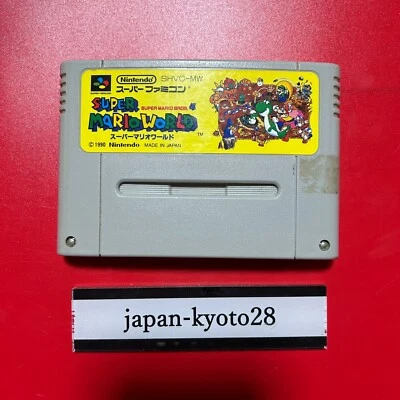 Nintendo SHVC-MW
スーパーファミコン
SUPER MARIO BROS. 4
SUPER
MARIO WORLD
TM
スーパーマリオワールド
© 1990 Nintendo MADE IN JAPAN
japan-kyoto28